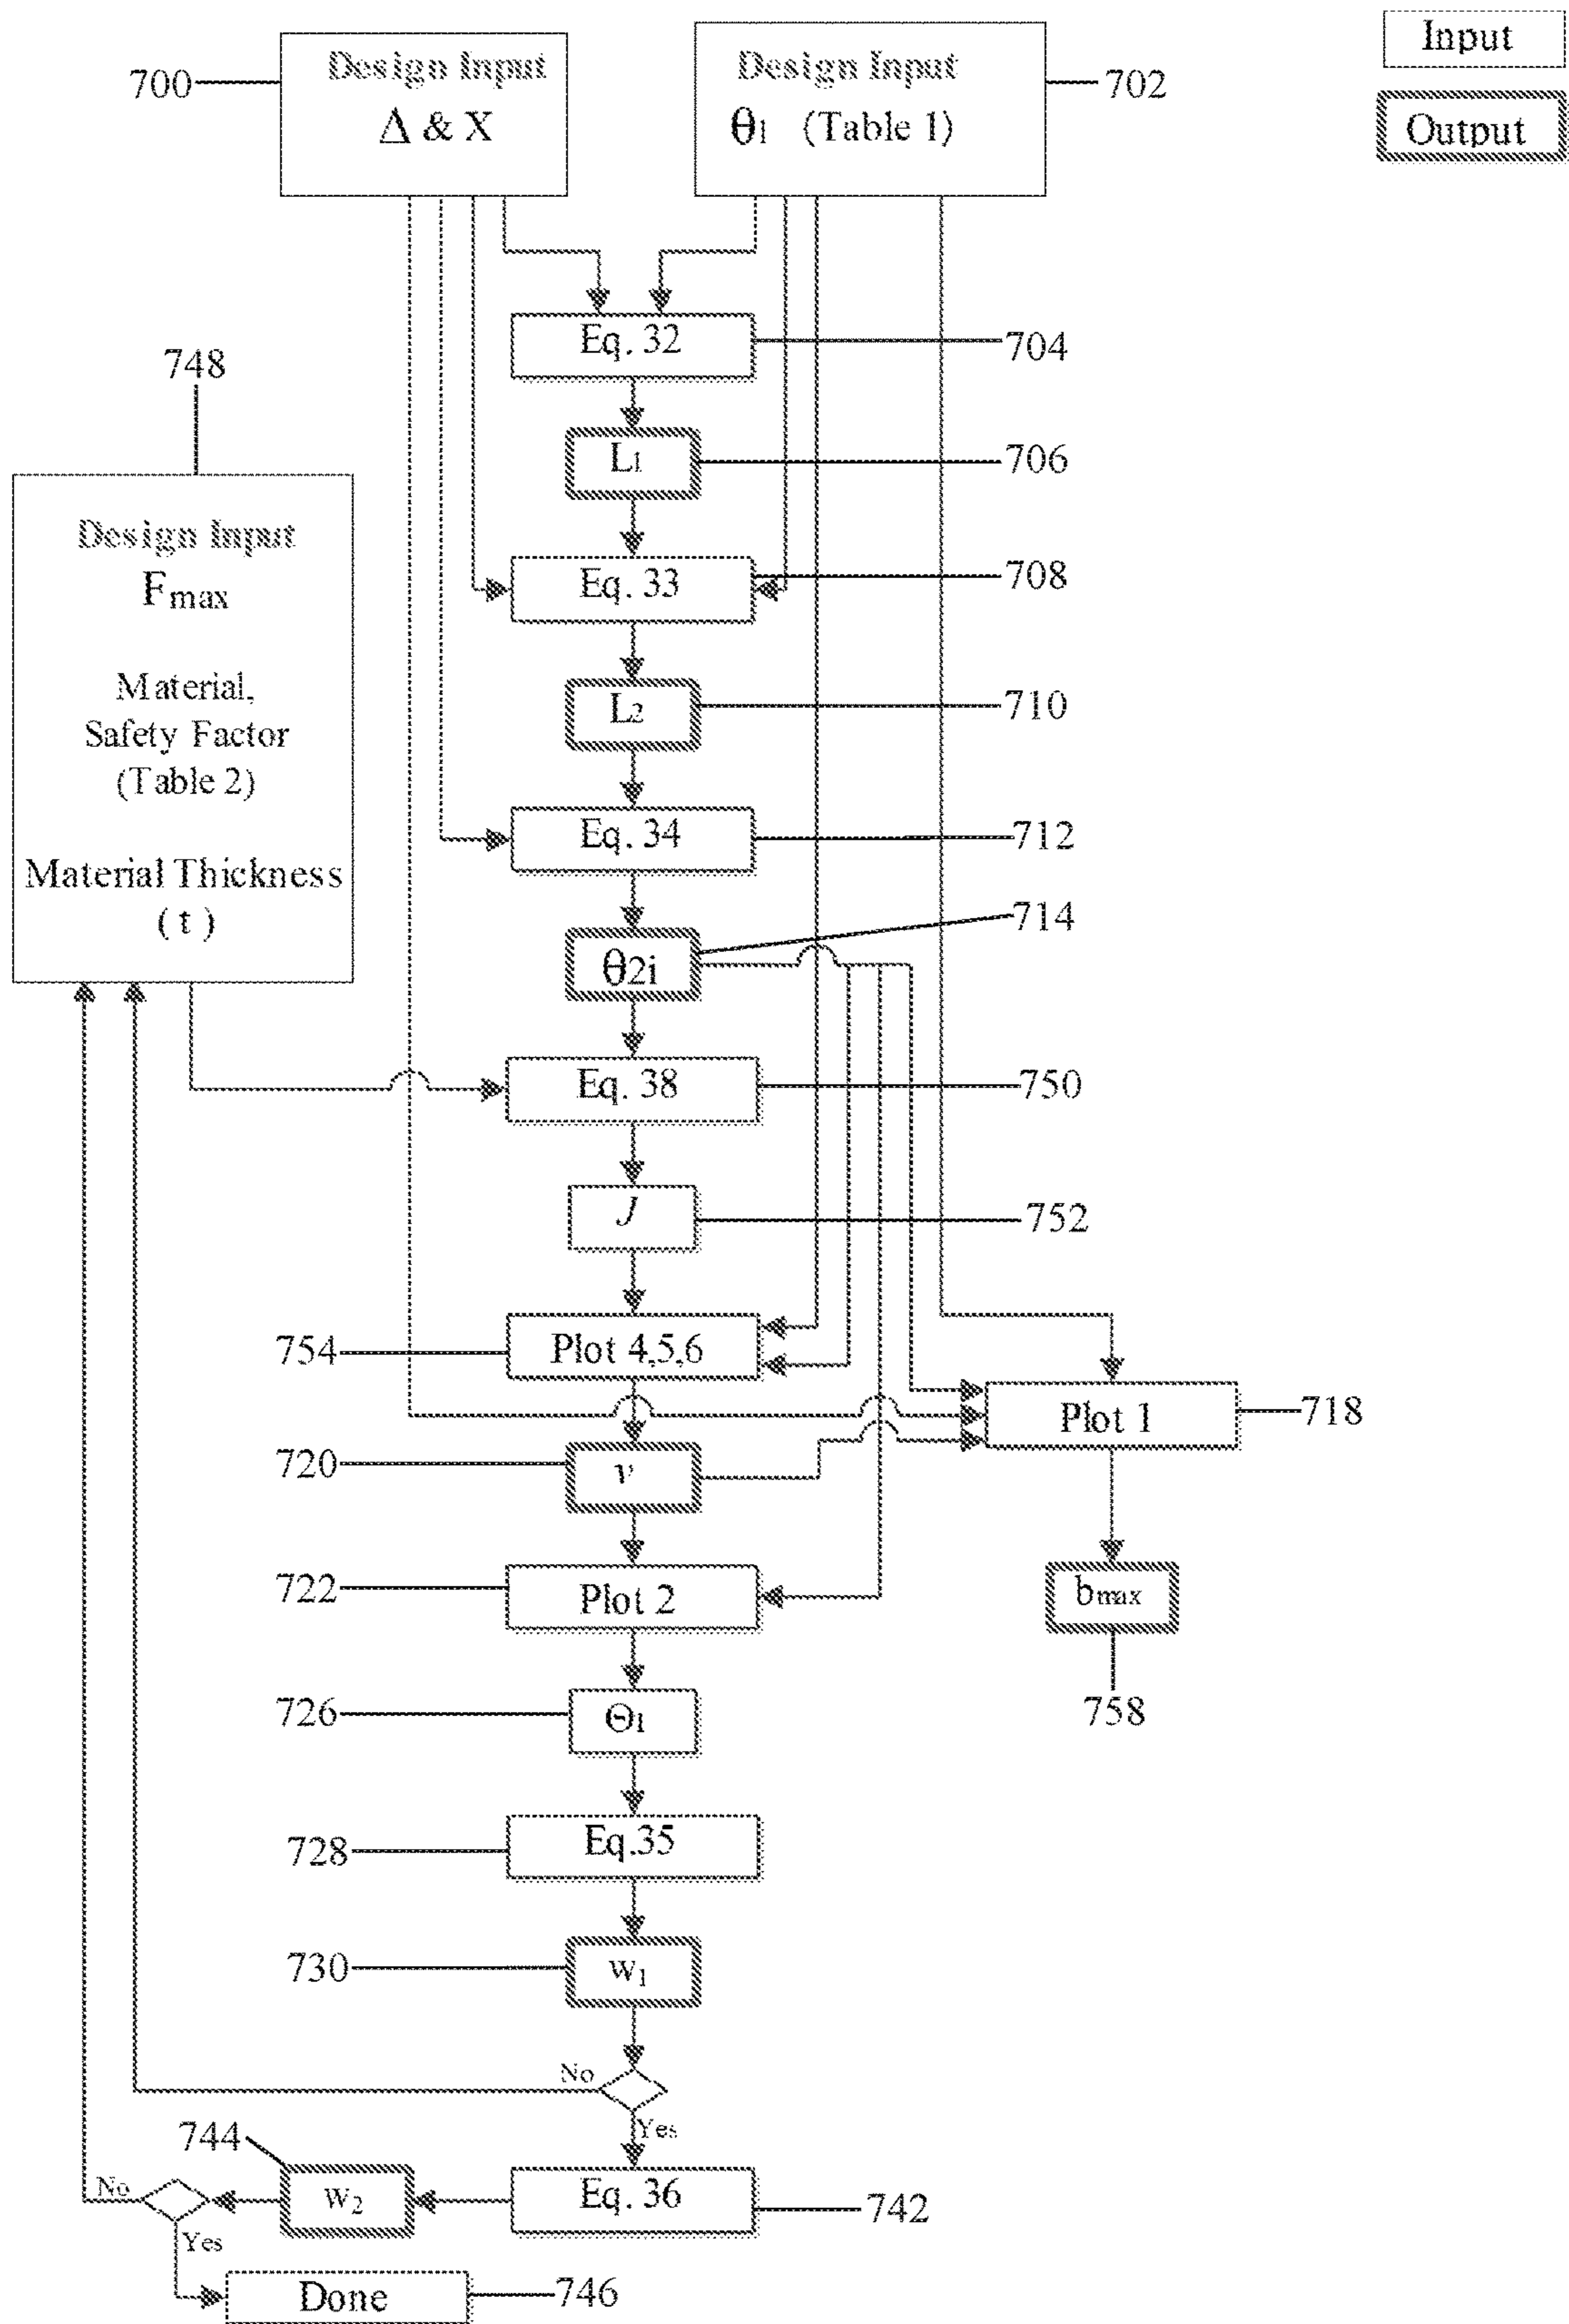 Input
Output
700
Design Input
Δ & X
Design Input
θ1 (Table 1)
702
Eq. 32
704
748
L1
706
Design Input
Fmax
Material,
Safety Factor
(Table 2)
Material Thickness
( t )
Eq. 33
708
L2
710
Eq. 34
712
θ2i
714
Eq. 38
750
J
752
754
Plot 4,5,6
Plot 1
718
720
ν
722
Plot 2
bmax
758
726
Θ1
728
Eq.35
730
w1
No
Yes
744
No
w2
Eq. 36
742
Yes
Done
746